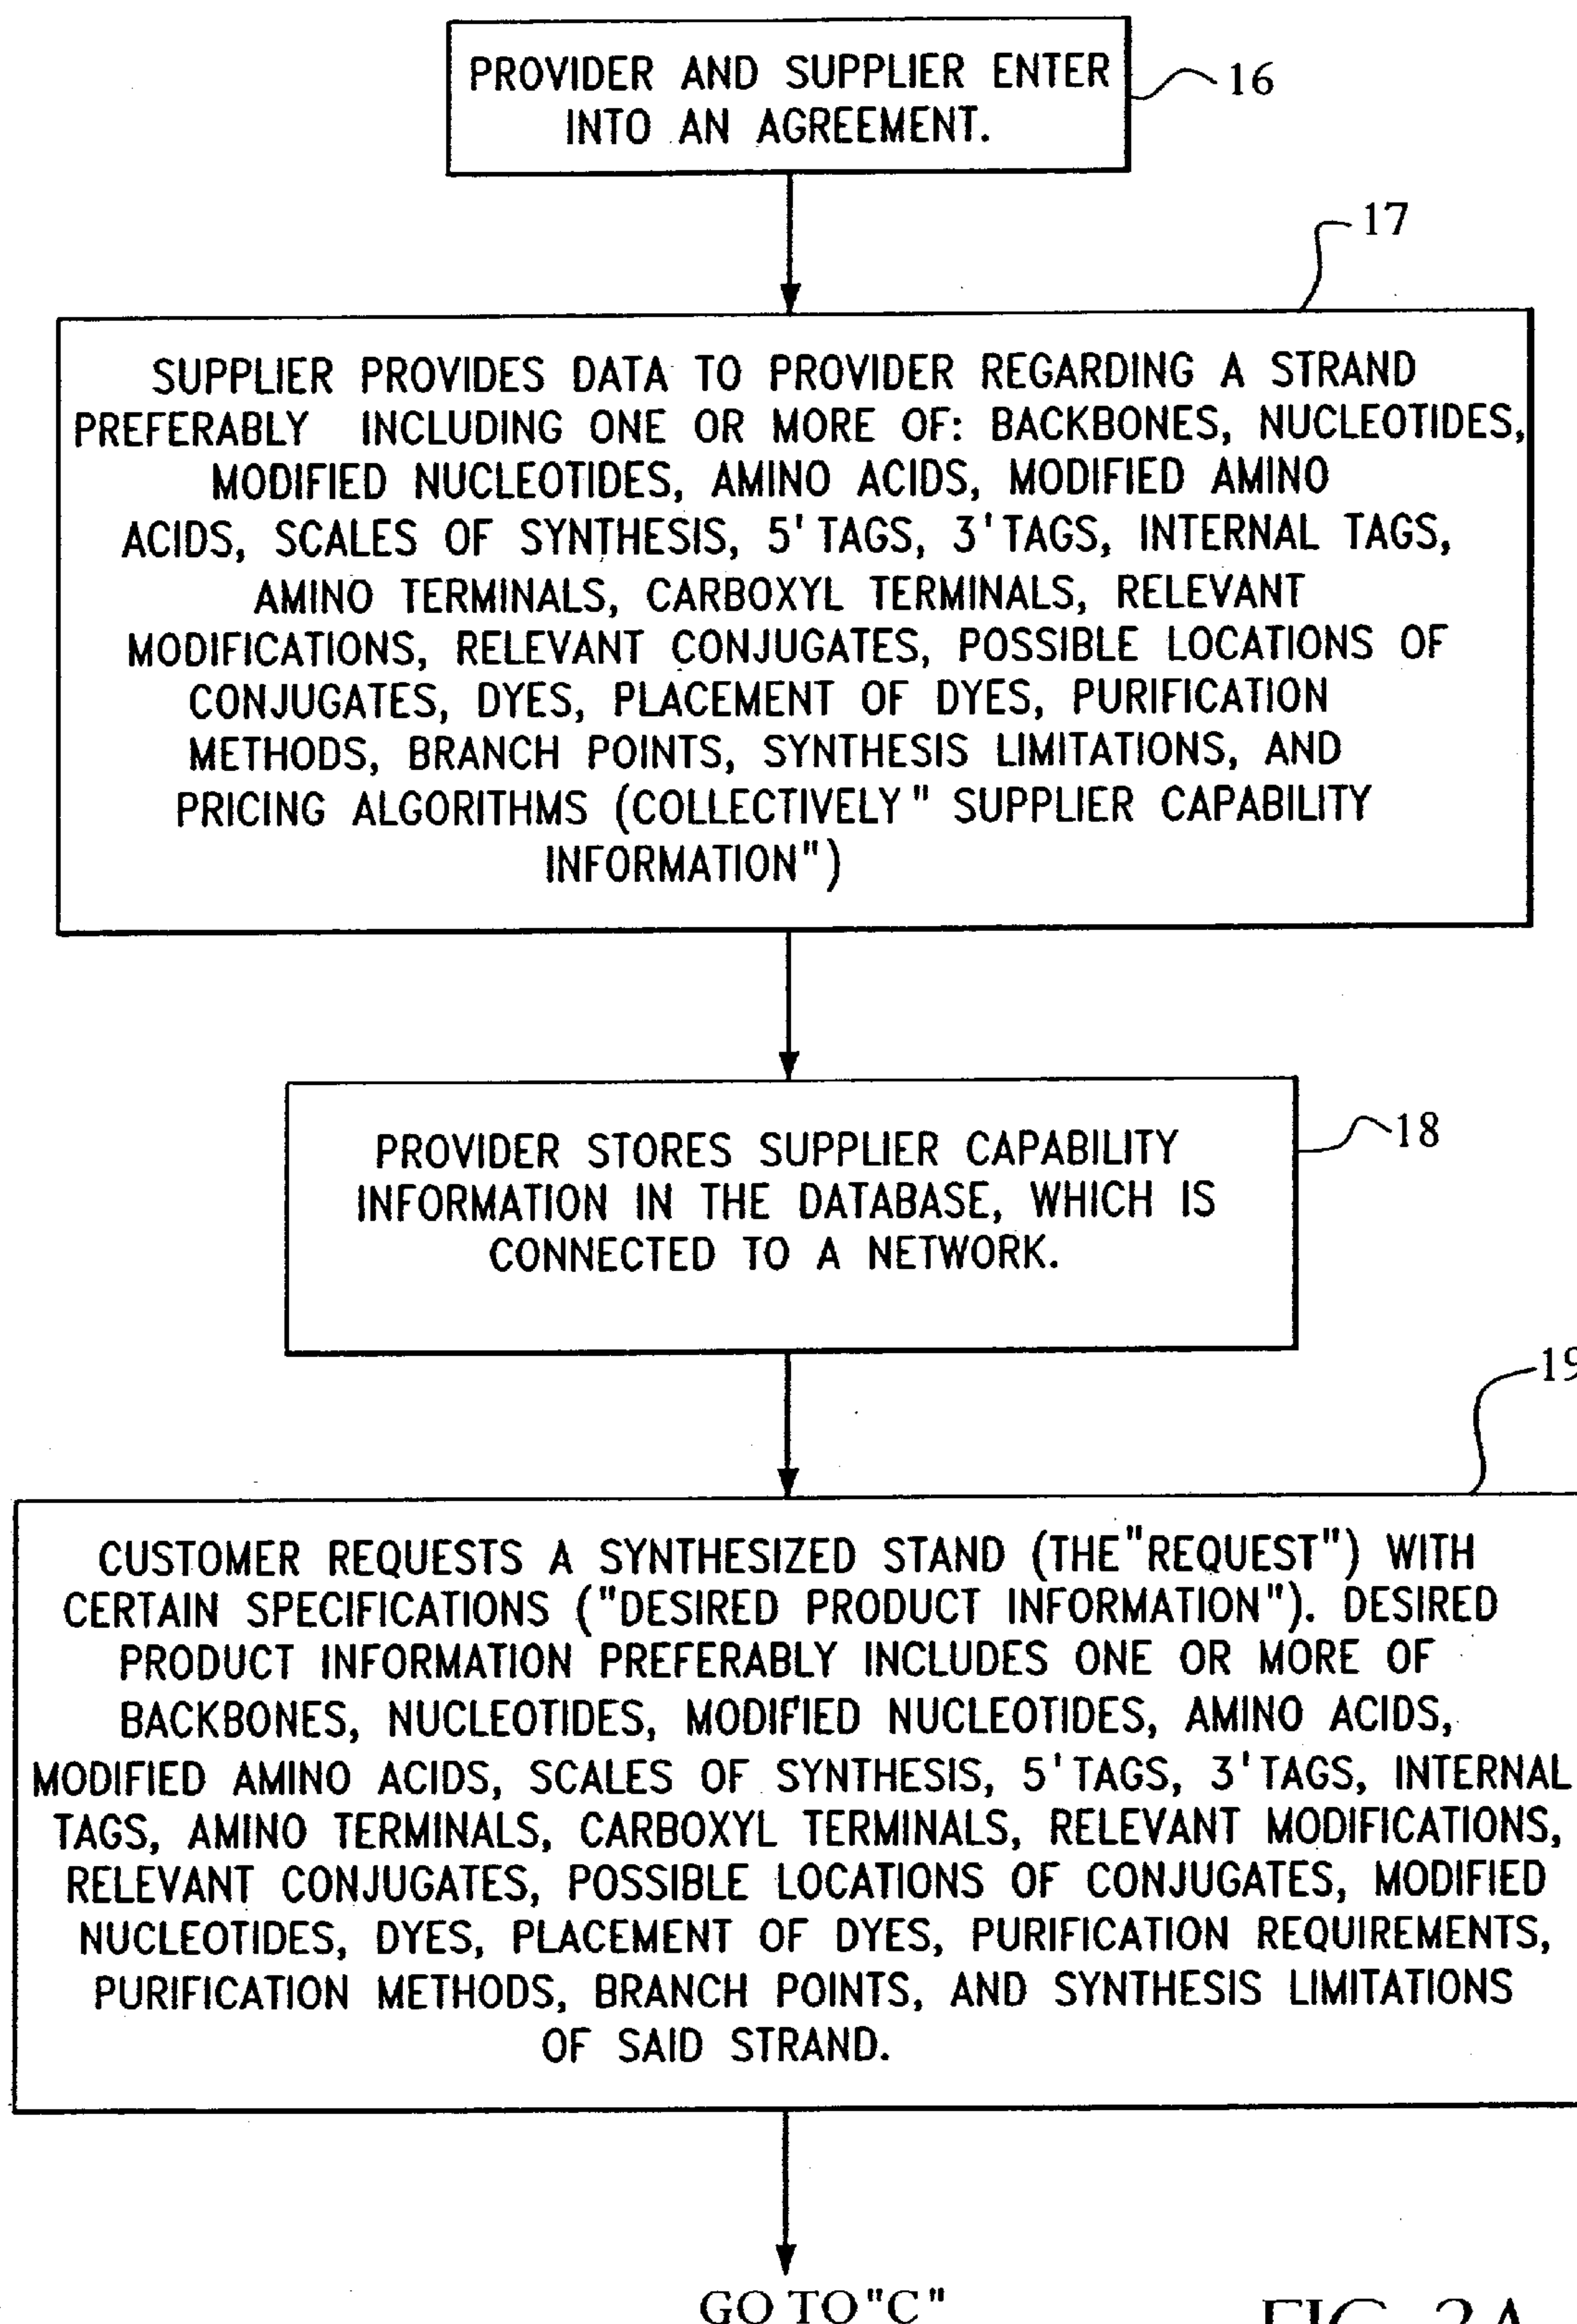 PROVIDER AND SUPPLIER ENTER
INTO AN AGREEMENT.
16
17
SUPPLIER PROVIDES DATA TO PROVIDER REGARDING A STRAND
PREFERABLY INCLUDING ONE OR MORE OF: BACKBONES, NUCLEOTIDES,
MODIFIED NUCLEOTIDES, AMINO ACIDS, MODIFIED AMINO
ACIDS, SCALES OF SYNTHESIS, 5' TAGS, 3' TAGS, INTERNAL TAGS,
AMINO TERMINALS, CARBOXYL TERMINALS, RELEVANT
MODIFICATIONS, RELEVANT CONJUGATES, POSSIBLE LOCATIONS OF
CONJUGATES, DYES, PLACEMENT OF DYES, PURIFICATION
METHODS, BRANCH POINTS, SYNTHESIS LIMITATIONS, AND
PRICING ALGORITHMS (COLLECTIVELY " SUPPLIER CAPABILITY
INFORMATION")
18
PROVIDER STORES SUPPLIER CAPABILITY
INFORMATION IN THE DATABASE, WHICH IS
CONNECTED TO A NETWORK.
19
CUSTOMER REQUESTS A SYNTHESIZED STAND (THE "REQUEST") WITH
CERTAIN SPECIFICATIONS ("DESIRED PRODUCT INFORMATION"). DESIRED
PRODUCT INFORMATION PREFERABLY INCLUDES ONE OR MORE OF
BACKBONES, NUCLEOTIDES, MODIFIED NUCLEOTIDES, AMINO ACIDS,
MODIFIED AMINO ACIDS, SCALES OF SYNTHESIS, 5' TAGS, 3' TAGS, INTERNAL
TAGS, AMINO TERMINALS, CARBOXYL TERMINALS, RELEVANT MODIFICATIONS,
RELEVANT CONJUGATES, POSSIBLE LOCATIONS OF CONJUGATES, MODIFIED
NUCLEOTIDES, DYES, PLACEMENT OF DYES, PURIFICATION REQUIREMENTS,
PURIFICATION METHODS, BRANCH POINTS, AND SYNTHESIS LIMITATIONS
OF SAID STRAND.
GO TO "C"